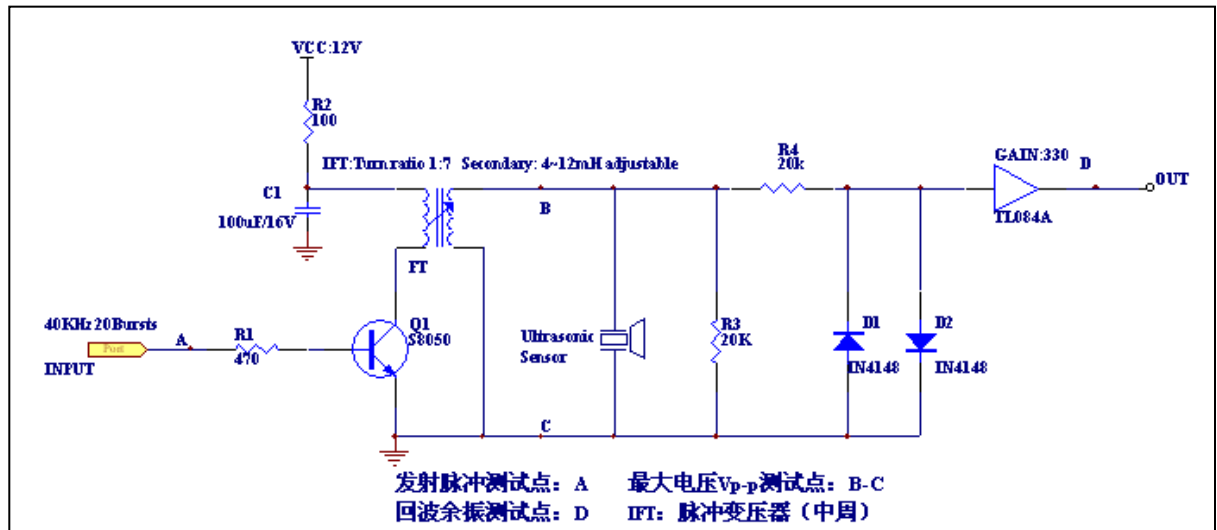 VCC:12V
R2
100
IFT:Turn ratio 1:7 Secondary: 4~12mH adjustable
R4
20k
GAIN:330
D
OUT
C1
100uF/16V
B
TL084A
FT
40KHz 20Bursts
A
R1
470
Port
INPUT
Q1
S8050
Ultrasonic
Sensor
R3
20K
D1
IN4148
D2
IN4148
C
发射脉冲测试点：A 最大电压Vp-p测试点：B-C
回波余振测试点：D IFT：脉冲变压器（中周）